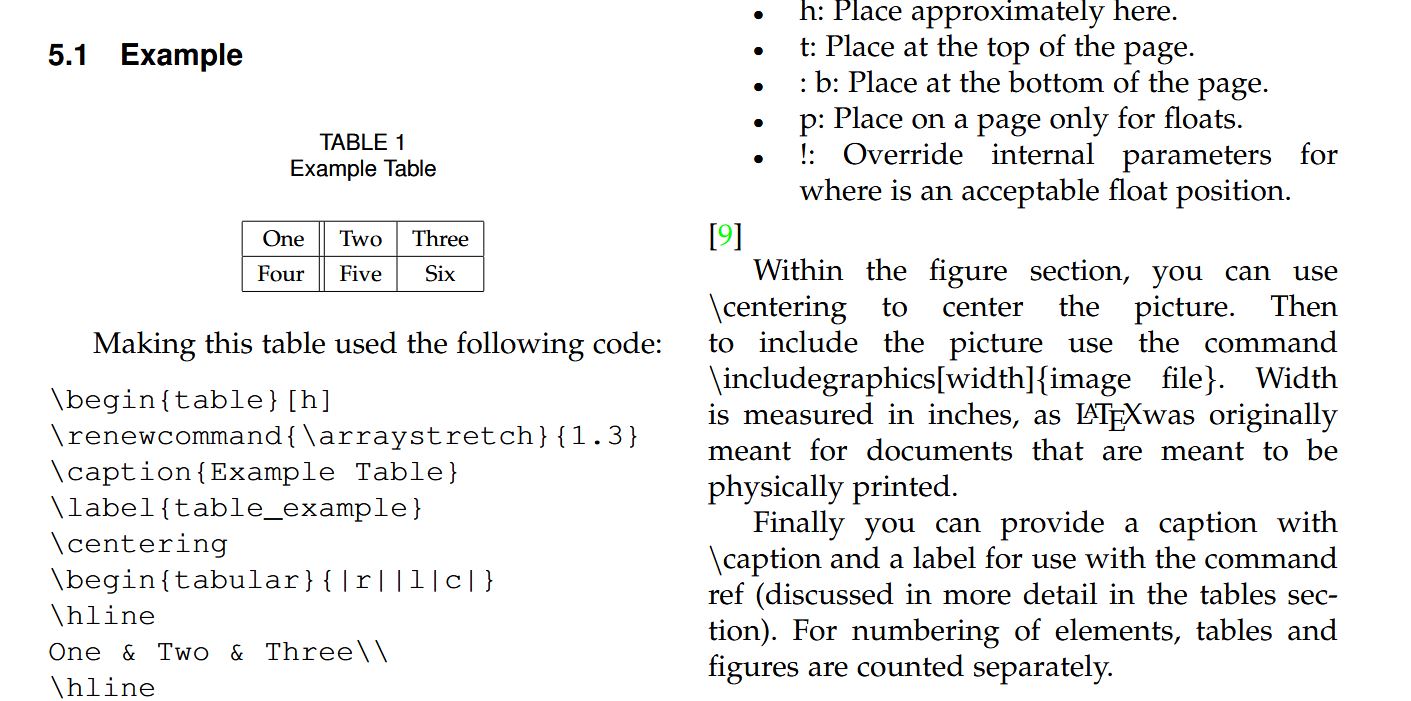 5.1 Example
TABLE 1
Example Table
One Two Three
Four Five Six
Making this table used the following code:
\begin{table}[h]
\renewcommand{\arraystretch}{1.3}
\caption{Example Table}
\label{table_example}
\centering
\begin{tabular}{|r||l|c|}
\hline
One & Two & Three\\
\hline
• h: Place approximately here.
• t: Place at the top of the page.
• : b: Place at the bottom of the page.
• p: Place on a page only for floats.
• !: Override internal parameters for
where is an acceptable float position.
[9]
Within the figure section, you can use
\centering to center the picture. Then
to include the picture use the command
\includegraphics[width]{image file}. Width
is measured in inches, as LATEXwas originally
meant for documents that are meant to be
physically printed.
Finally you can provide a caption with
\caption and a label for use with the command
ref (discussed in more detail in the tables sec-
tion). For numbering of elements, tables and
figures are counted separately.